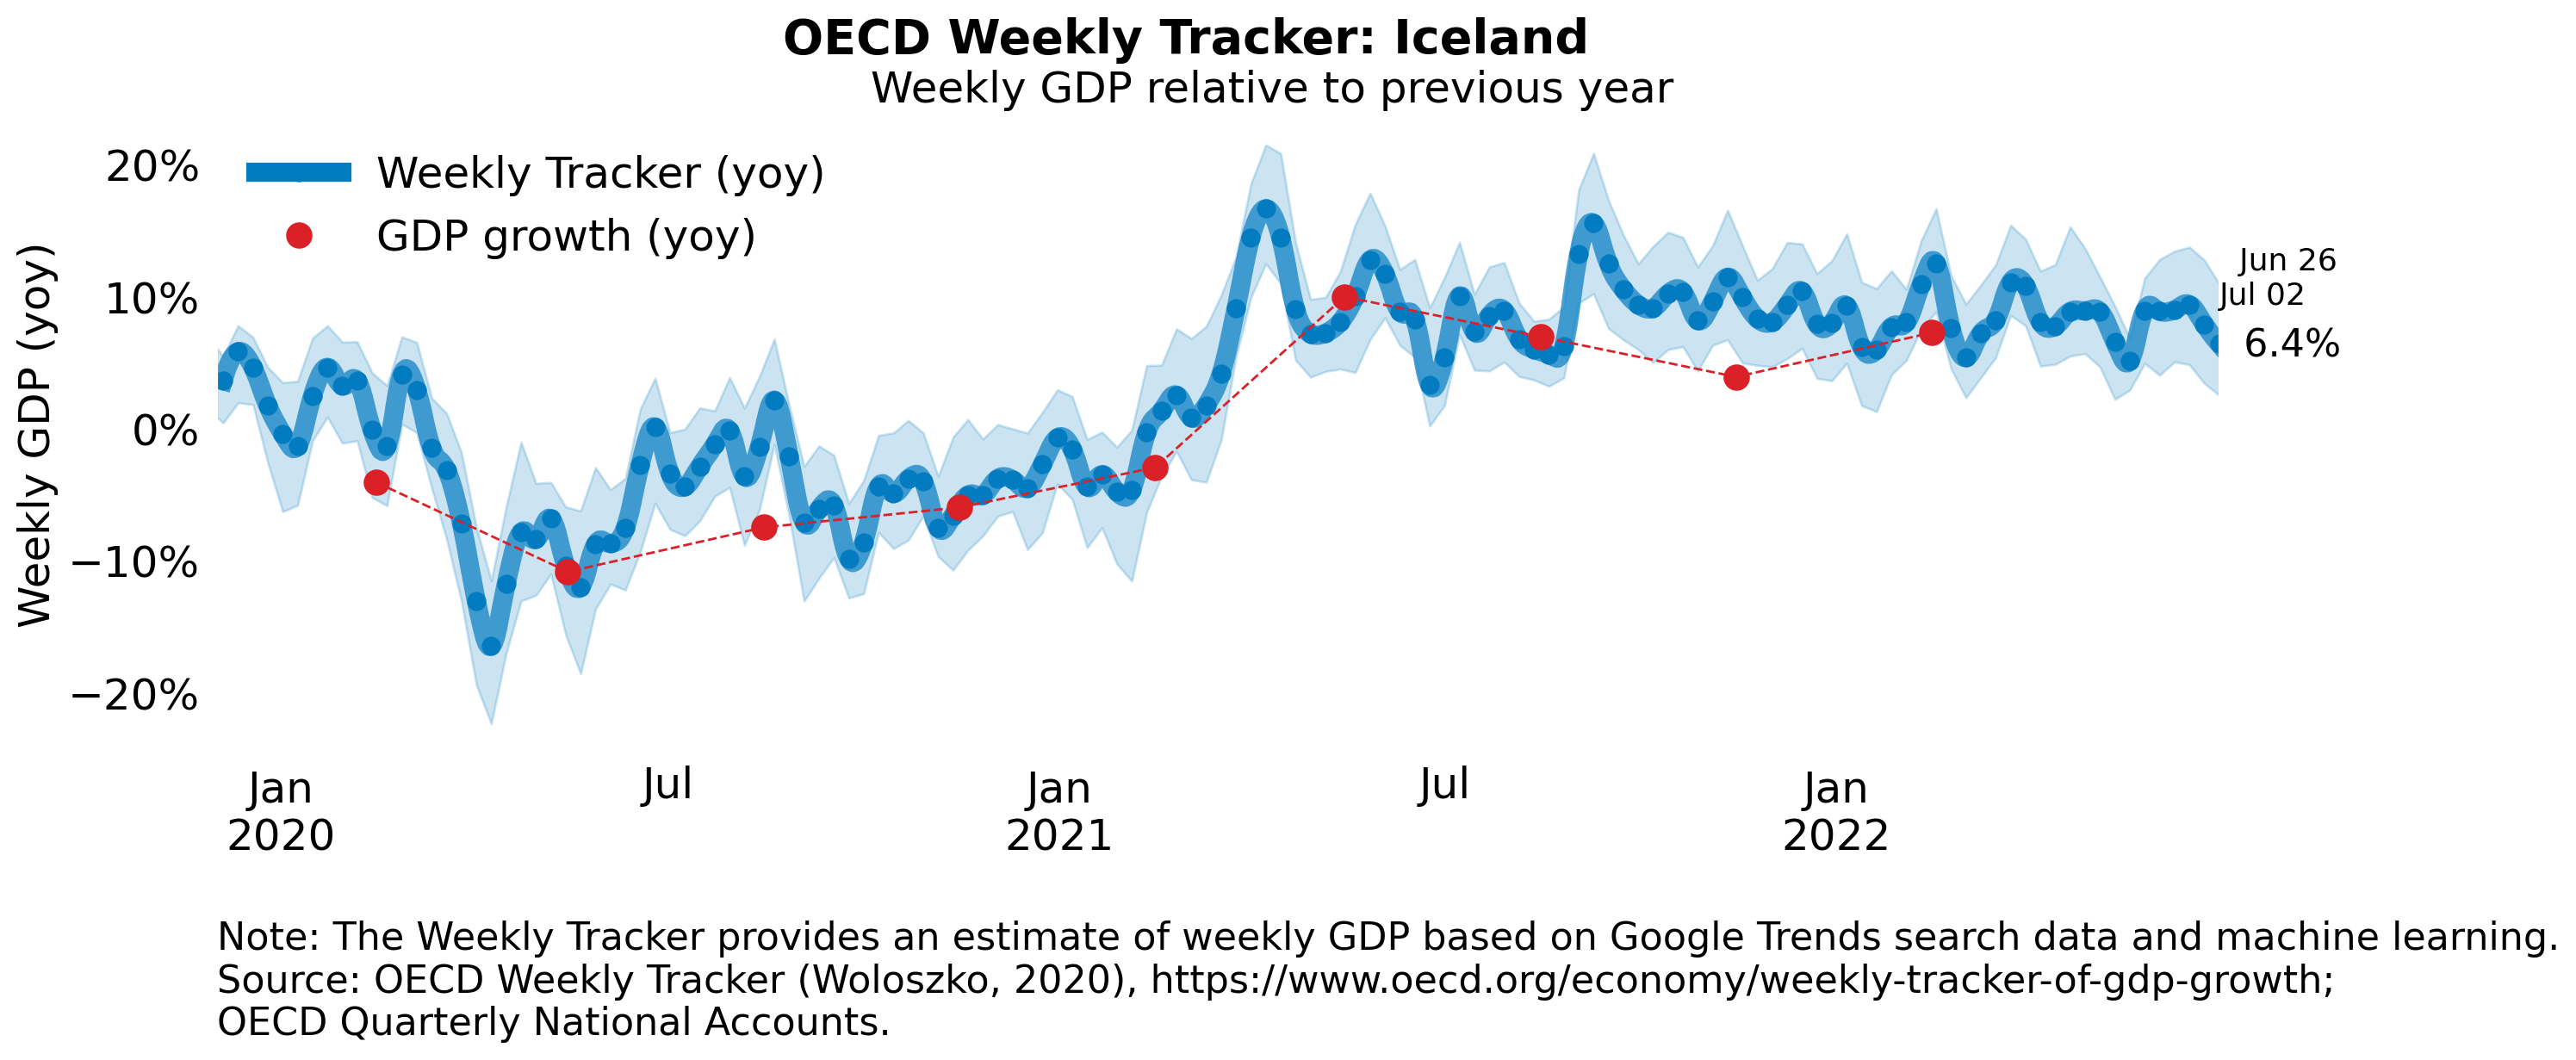 OECD Weekly Tracker: Iceland
Weekly GDP relative to previous year
Weekly GDP (yoy)
20%
10%
0%
−10%
−20%
Weekly Tracker (yoy)
GDP growth (yoy)
Jun 26
Jul 02
6.4%
Jan
2020
Jul
Jan
2021
Jul
Jan
2022
Note: The Weekly Tracker provides an estimate of weekly GDP based on Google Trends search data and machine learning.
Source: OECD Weekly Tracker (Woloszko, 2020), https://www.oecd.org/economy/weekly-tracker-of-gdp-growth;
OECD Quarterly National Accounts.